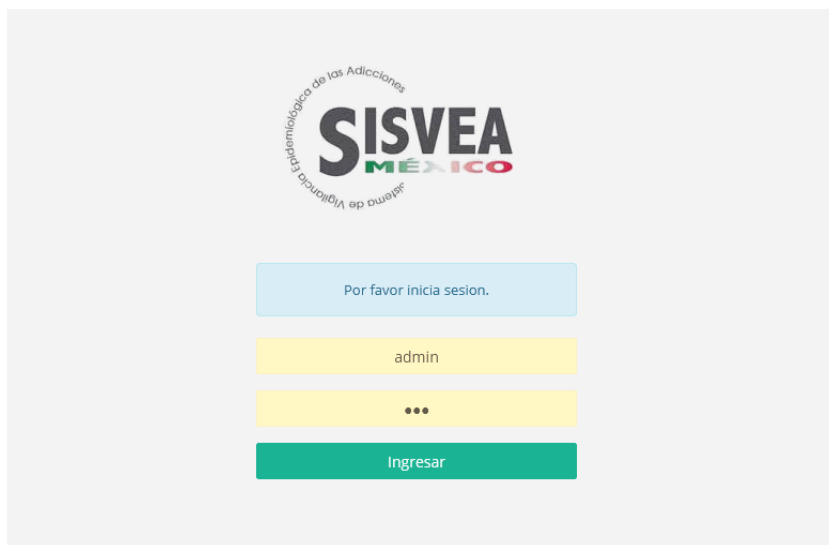 Sistema de Vigilancia Epidemiológica de las Adicciones
SISVEA
MÉXICO
Por favor inicia sesion.
admin
•••
Ingresar